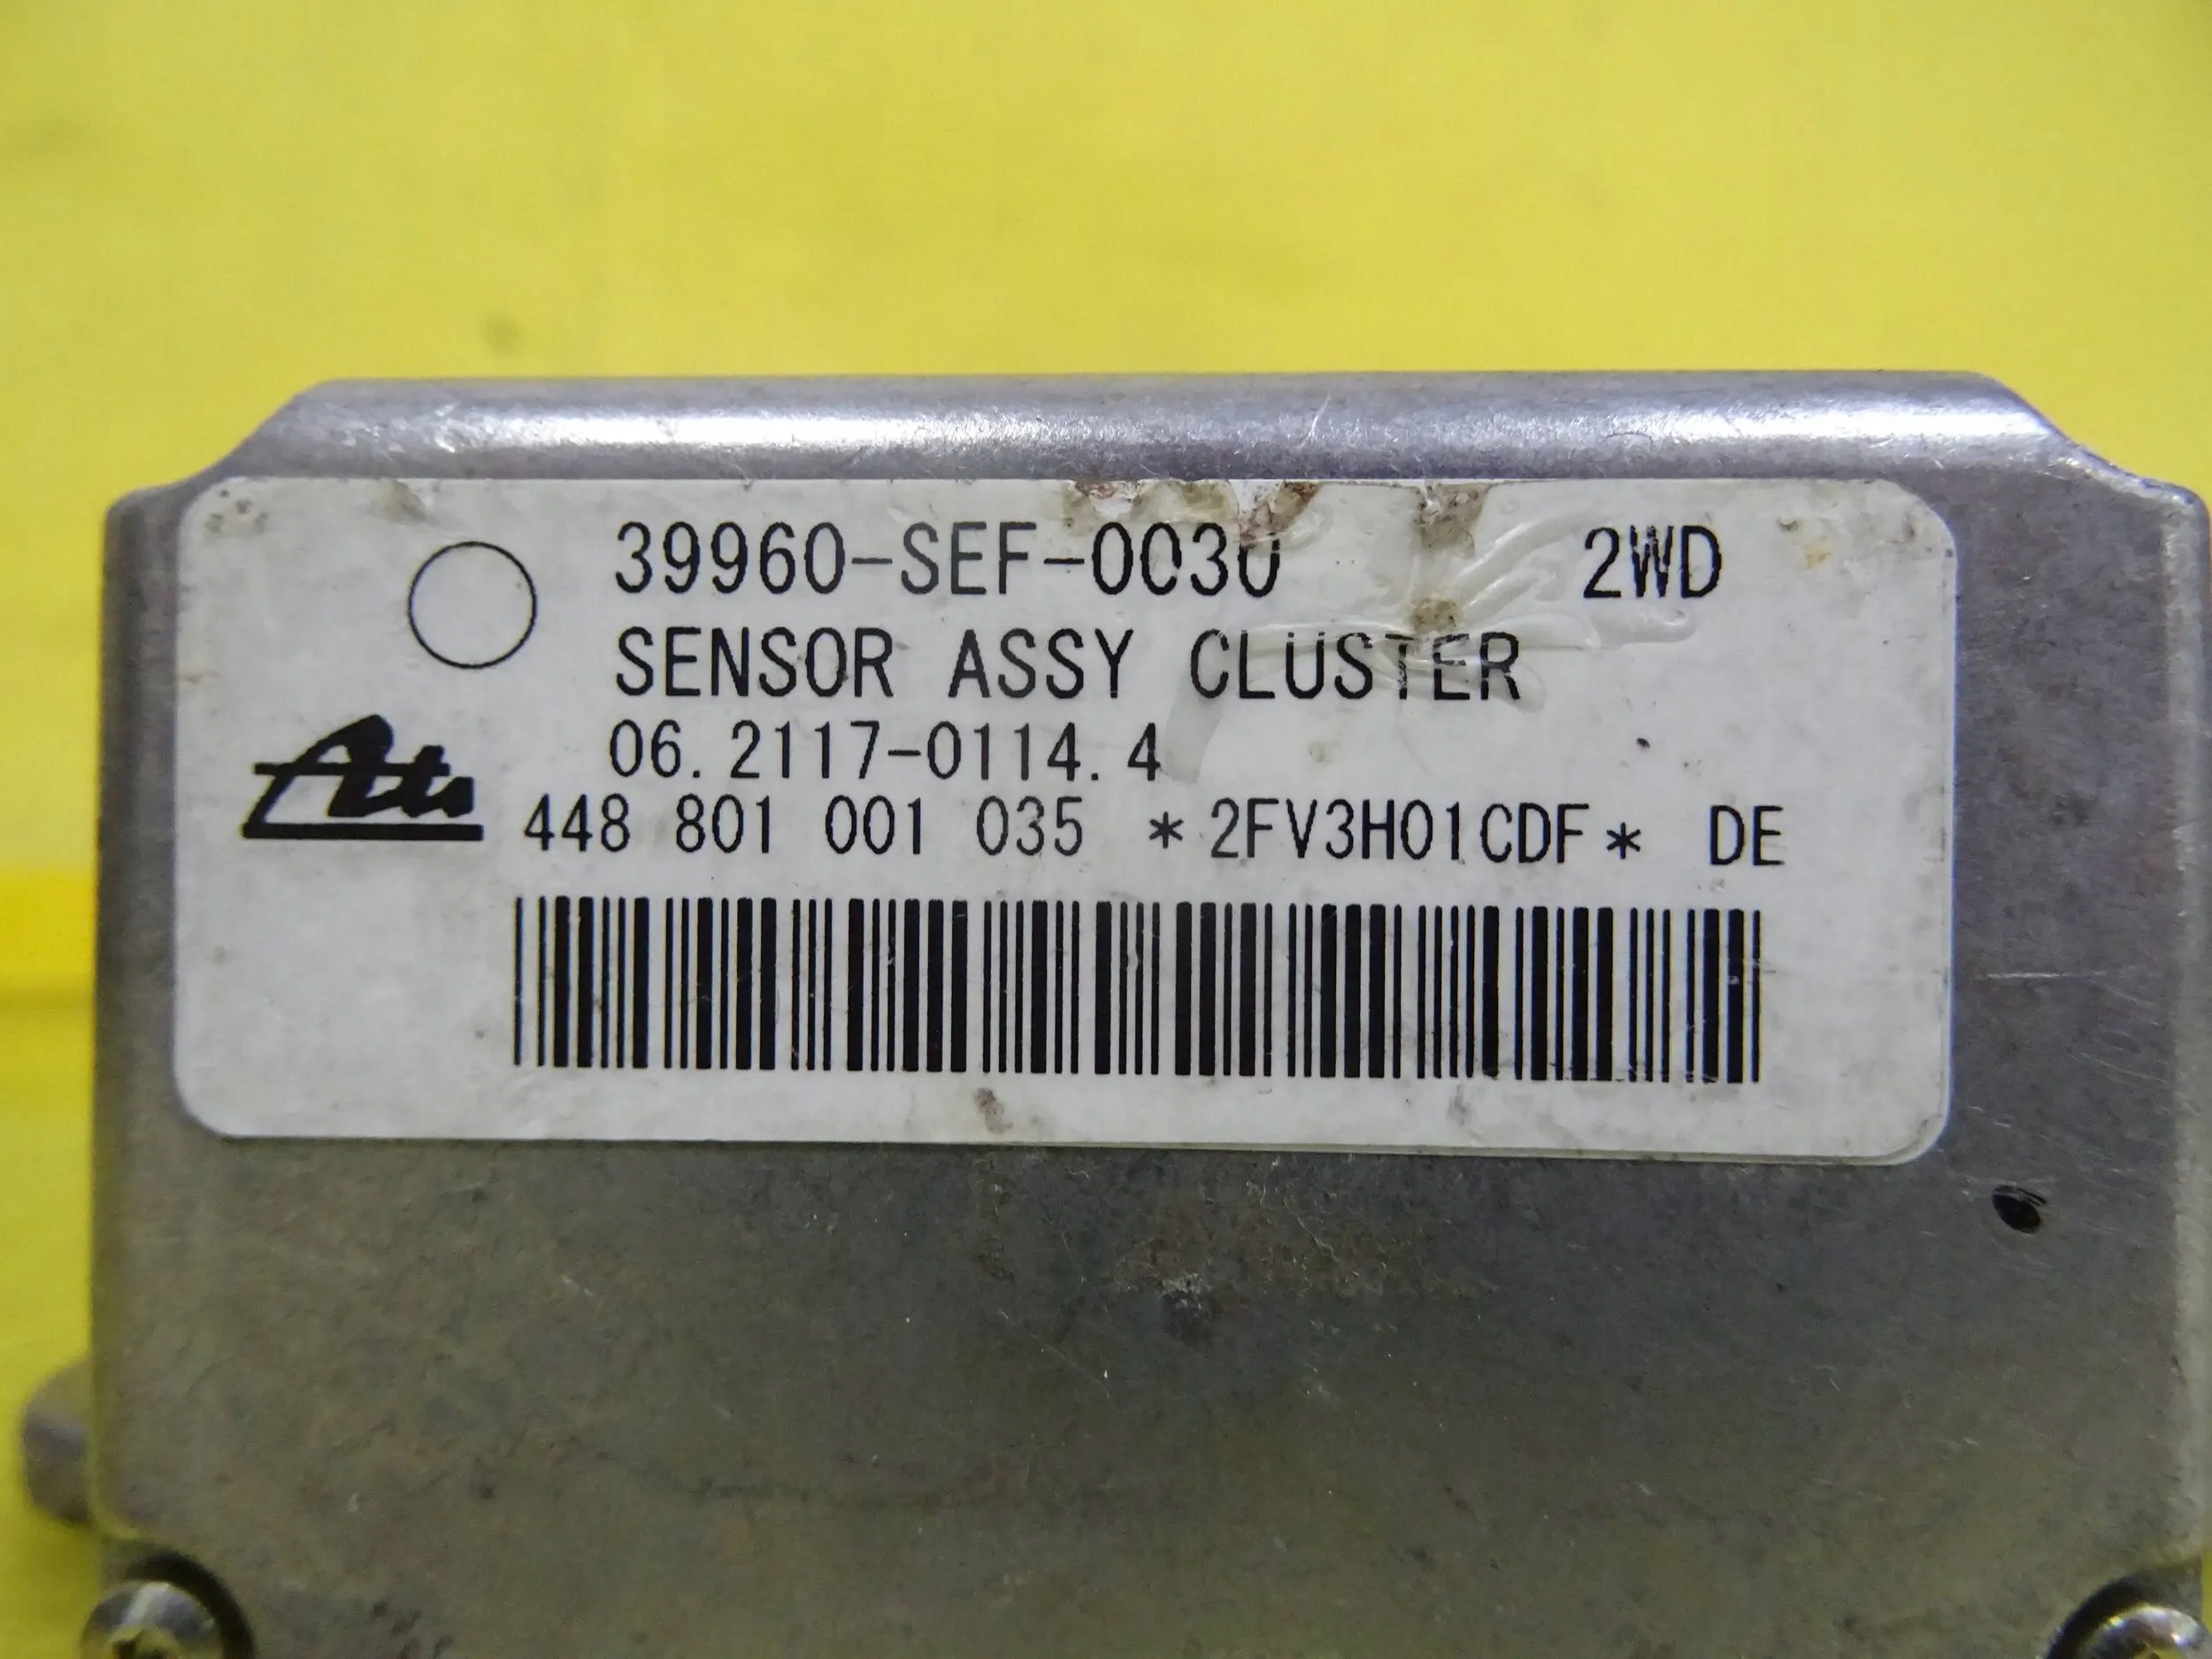 39960-SEF-0030 2WD
SENSOR ASSY CLUSTER
06.2117-0114.4
Ate
448 801 001 035 *2FV3H01CDF* DE